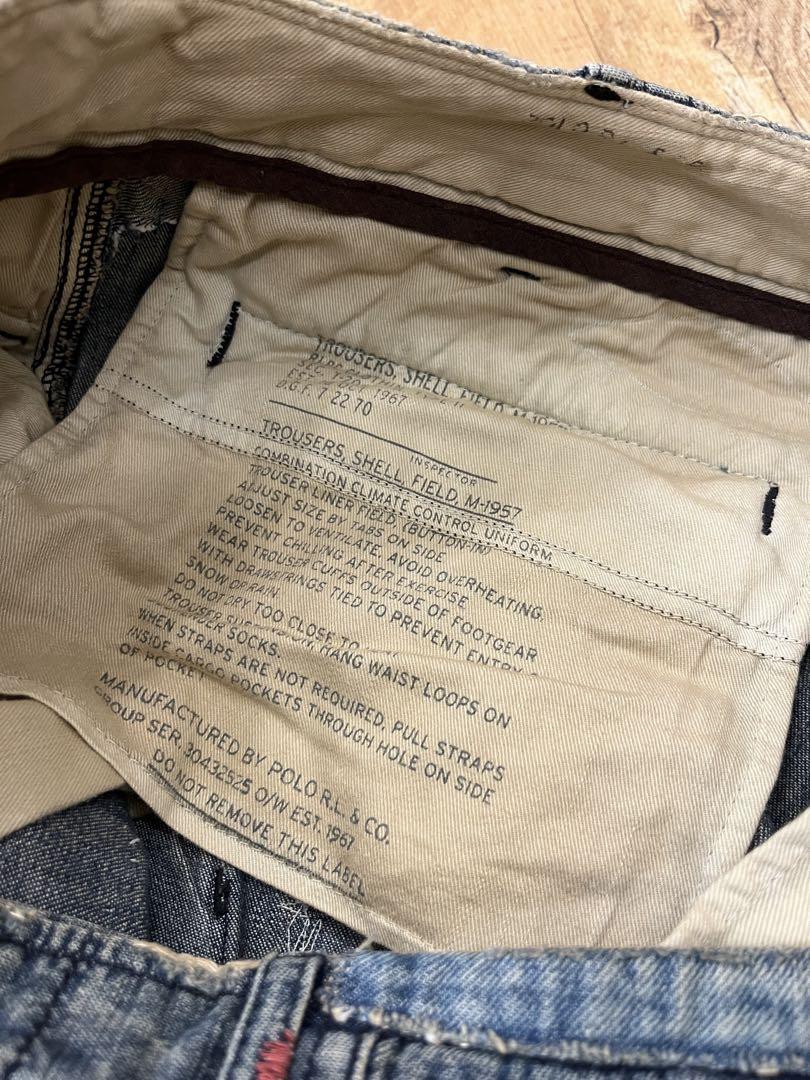 TROUSERS, SHELL FIELD M-195
1967
D.G.F. T 22 70
INSPECTOR
TROUSERS, SHELL, FIELD, M-1957
COMBINATION CLIMATE CONTROL UNIFORM
TROUSER LINER FIELD, (BUTTON-IN)
ADJUST SIZE BY TABS ON SIDE
LOOSEN TO VENTILATE. AVOID OVERHEATING.
PREVENT CHILLING AFTER EXERCISE
WEAR TROUSER CUFFS OUTSIDE OF FOOTGEAR
WITH DRAWSTRINGS TIED TO PREVENT ENTRY
SNOW OR RAIN.
DO NOT DRY TOO CLOSE TO
HANG WAIST LOOPS ON
SOCKS.
WHEN STRAPS ARE NOT REQUIRED, PULL STRAPS
INSIDE CARGO POCKETS THROUGH HOLE ON SIDE
OF POCKET
MANUFACTURED BY POLO R.L. & CO.
GROUP SER. 30432525 O/W EST. 1967
DO NOT REMOVE THIS LABEL